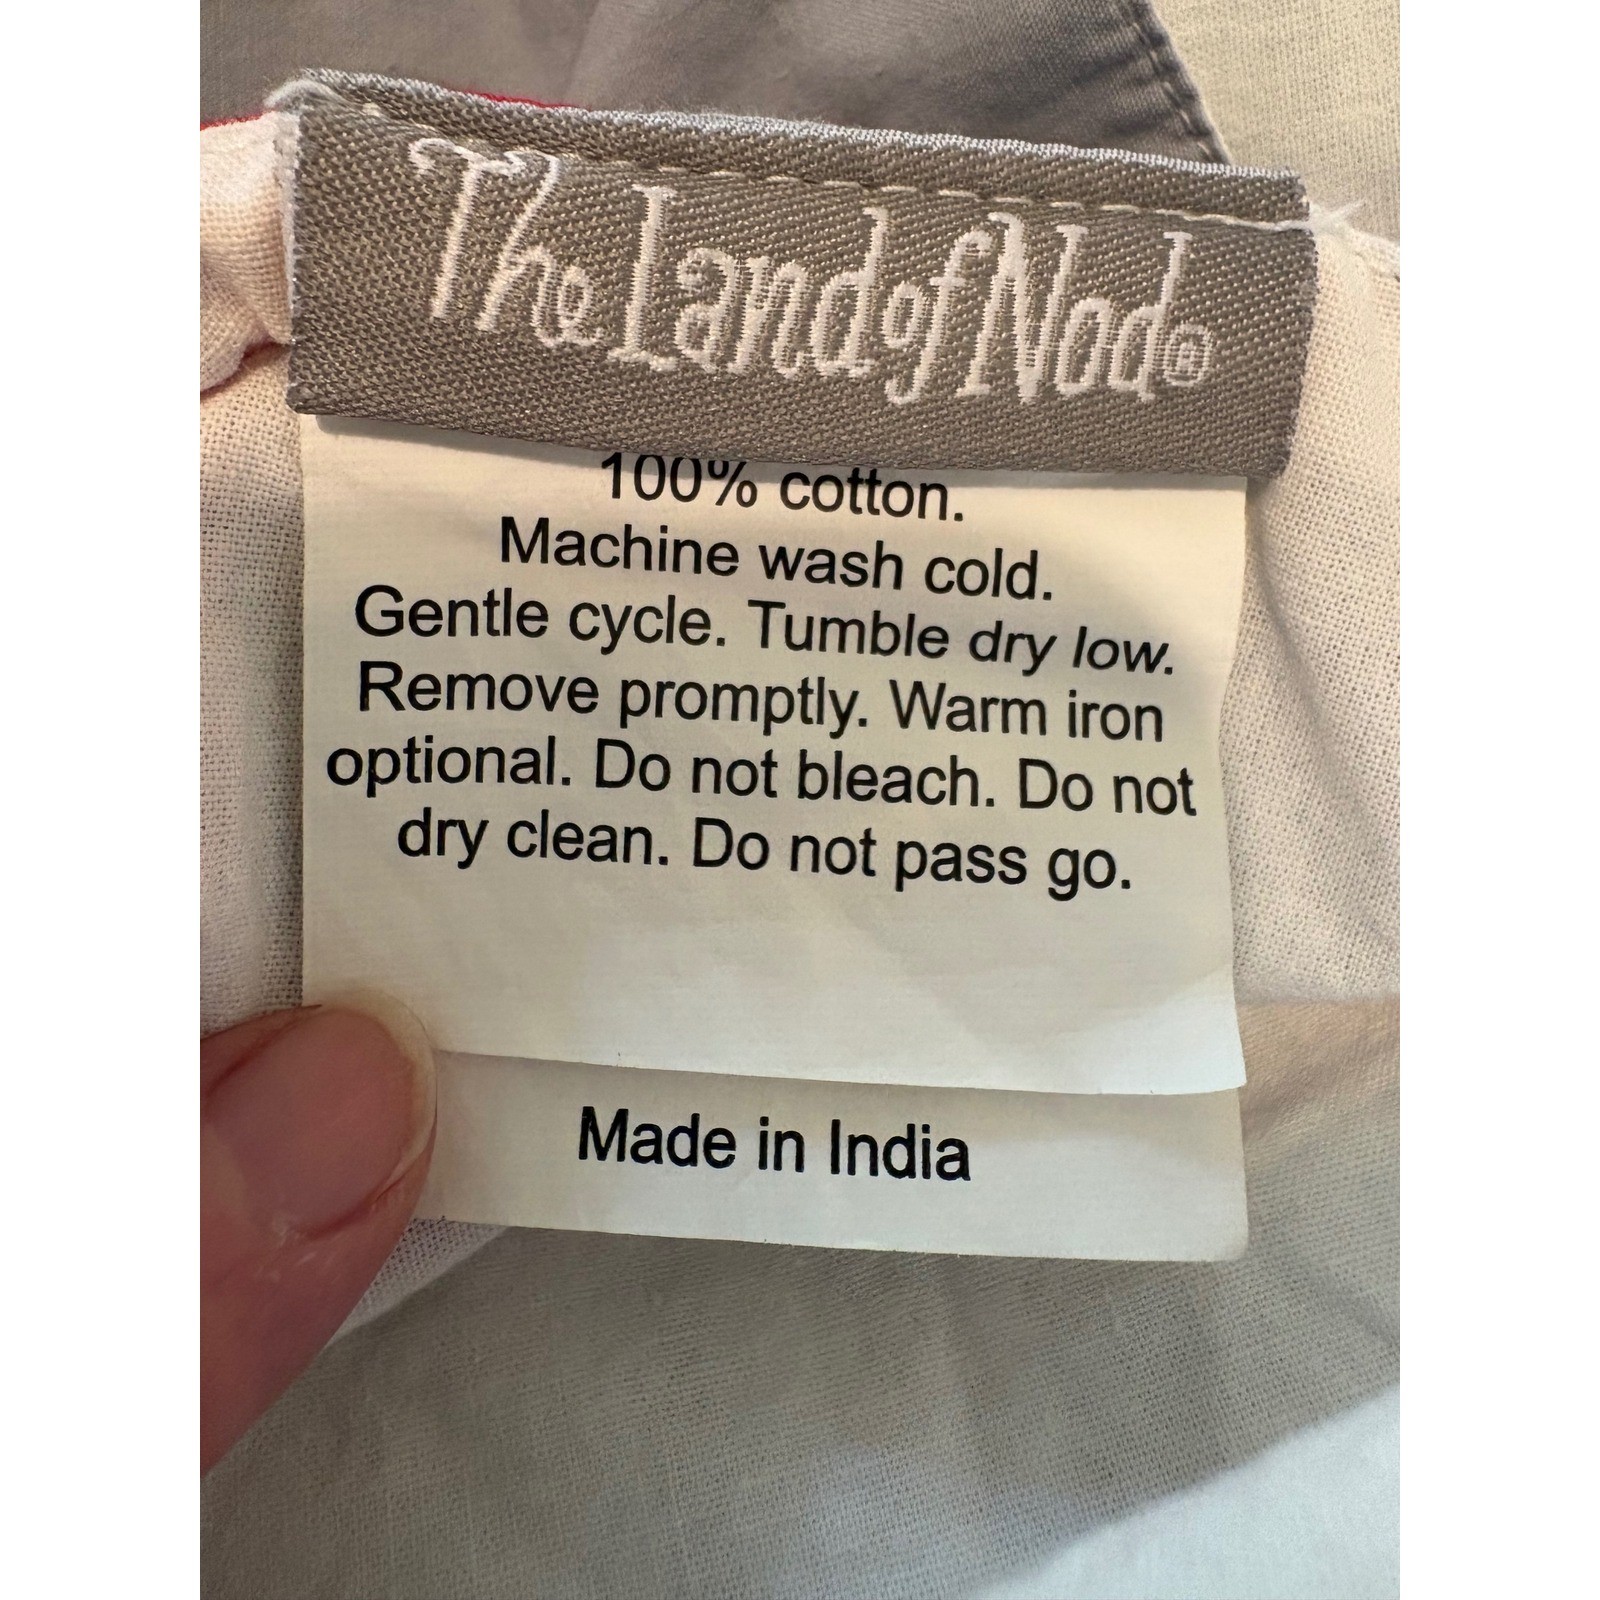 The Land of Nod®
100% cotton.
Machine wash cold.
Gentle cycle. Tumble dry low.
Remove promptly. Warm iron
optional. Do not bleach. Do not
dry clean. Do not pass go.
Made in India